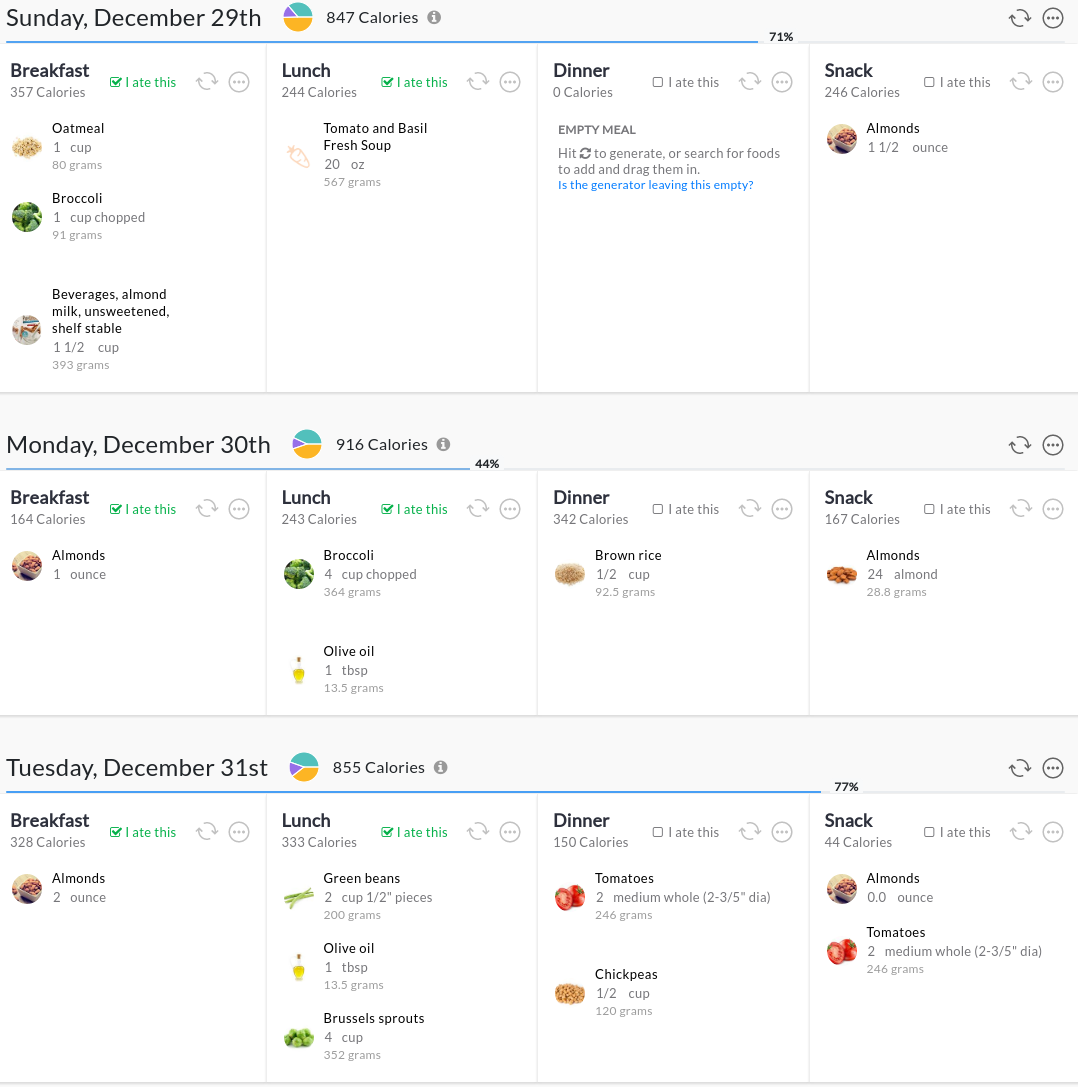 Sunday, December 29th 847 Calories
71%
Breakfast
357 Calories
I ate this
Oatmeal
1 cup
80 grams
Broccoli
1 cup chopped
91 grams
Beverages, almond
milk, unsweetened,
shelf stable
1 1/2 cup
393 grams
Lunch
244 Calories
I ate this
Tomato and Basil
Fresh Soup
20 oz
567 grams
Dinner
0 Calories
I ate this
EMPTY MEAL
Hit to generate, or search for foods
to add and drag them in.
Is the generator leaving this empty?
Snack
246 Calories
I ate this
Almonds
1 1/2 ounce
Monday, December 30th 916 Calories
44%
Breakfast
164 Calories
I ate this
Almonds
1 ounce
Lunch
243 Calories
I ate this
Broccoli
4 cup chopped
364 grams
Olive oil
1 tbsp
13.5 grams
Dinner
342 Calories
I ate this
Brown rice
1/2 cup
92.5 grams
Snack
167 Calories
I ate this
Almonds
24 almond
28.8 grams
Tuesday, December 31st 855 Calories
77%
Breakfast
328 Calories
I ate this
Almonds
2 ounce
Lunch
333 Calories
I ate this
Green beans
2 cup 1/2" pieces
200 grams
Olive oil
1 tbsp
13.5 grams
Brussels sprouts
4 cup
352 grams
Dinner
150 Calories
I ate this
Tomatoes
2 medium whole (2-3/5" dia)
246 grams
Chickpeas
1/2 cup
120 grams
Snack
44 Calories
I ate this
Almonds
0.0 ounce
Tomatoes
2 medium whole (2-3/5" dia)
246 grams